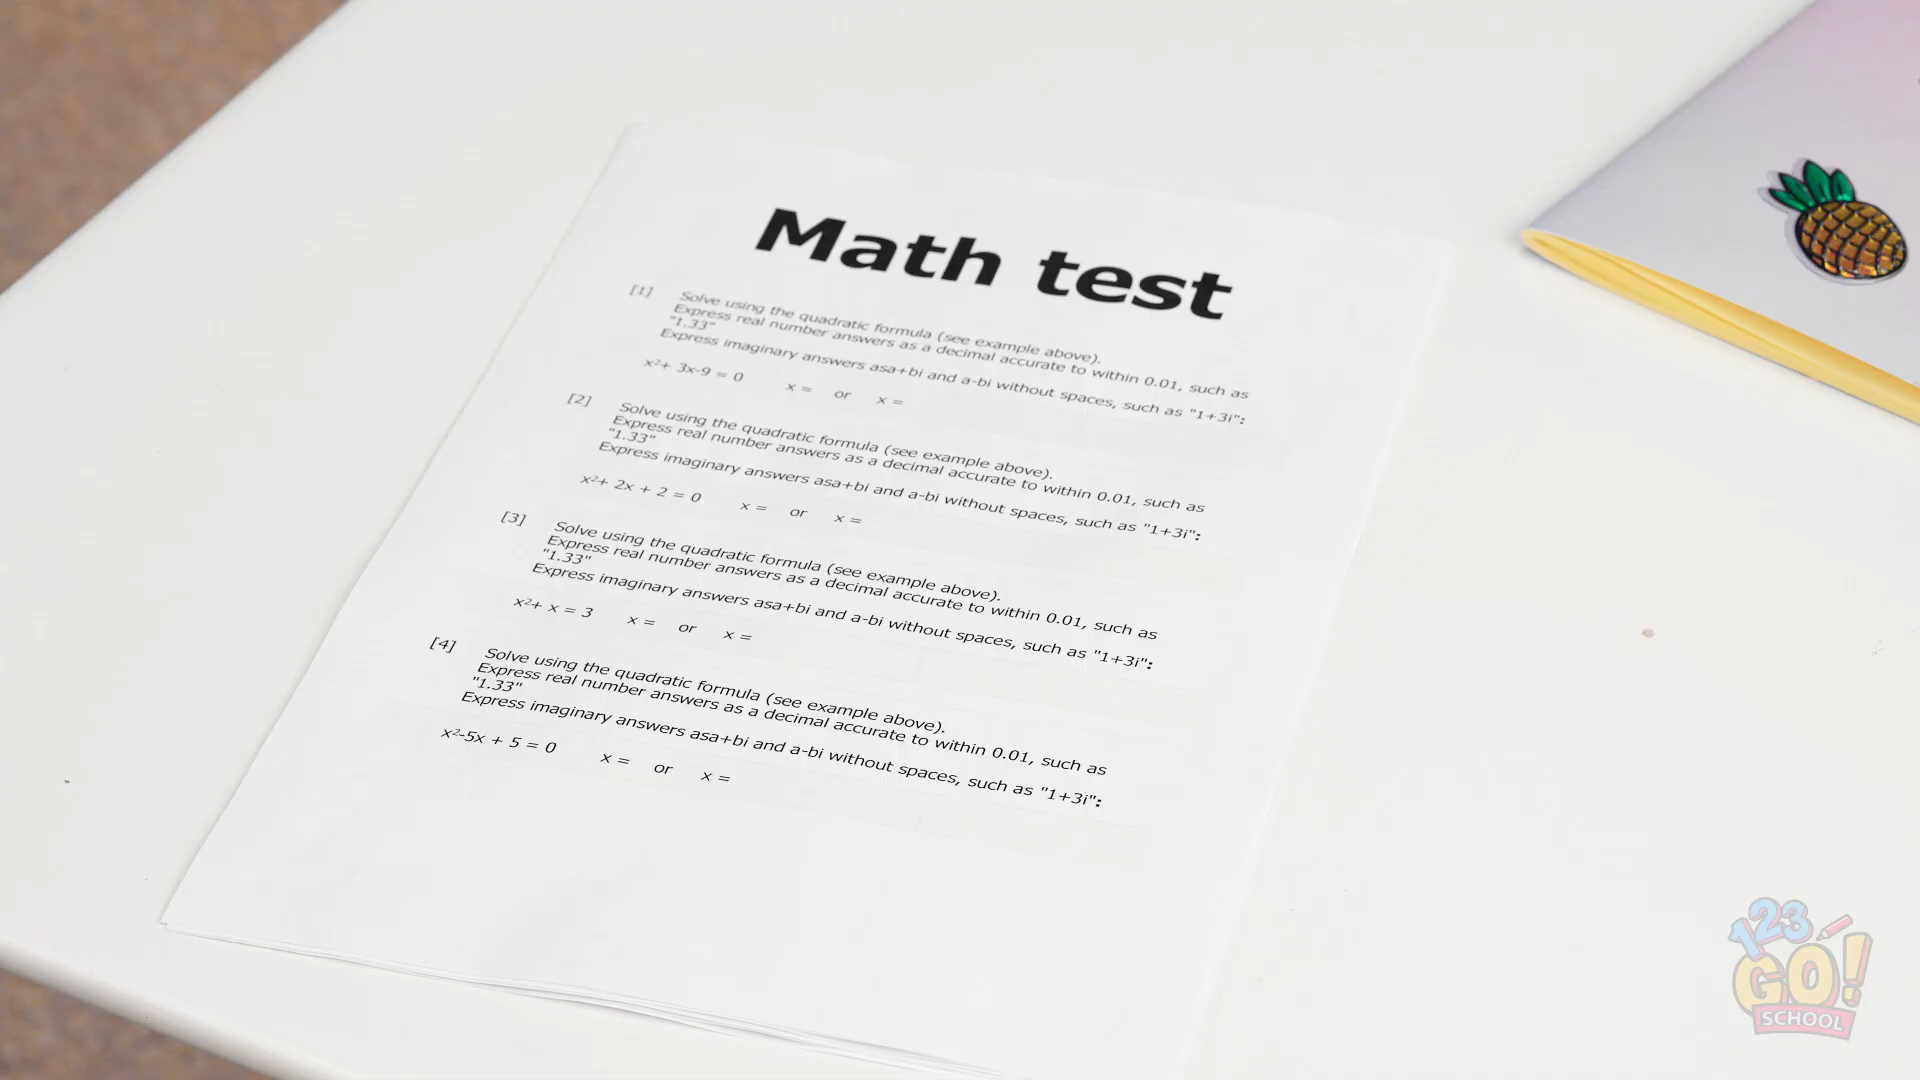 Math test
[1] Solve using the quadratic formula (see example above).
Express real number answers as a decimal accurate to within 0.01, such as
"1.33"
Express imaginary answers asa+bi and a-bi without spaces, such as "1+3i":
x²+ 3x-9 = 0 x = or x =
[2] Solve using the quadratic formula (see example above).
Express real number answers as a decimal accurate to within 0.01, such as
"1.33"
Express imaginary answers asa+bi and a-bi without spaces, such as "1+3i":
x²+ 2x + 2 = 0 x = or x =
[3] Solve using the quadratic formula (see example above).
Express real number answers as a decimal accurate to within 0.01, such as
"1.33"
Express imaginary answers asa+bi and a-bi without spaces, such as "1+3i":
x²+ x = 3 x = or x =
[4] Solve using the quadratic formula (see example above).
Express real number answers as a decimal accurate to within 0.01, such as
"1.33"
Express imaginary answers asa+bi and a-bi without spaces, such as "1+3i":
x²-5x + 5 = 0 x = or x =
123
GO!
SCHOOL